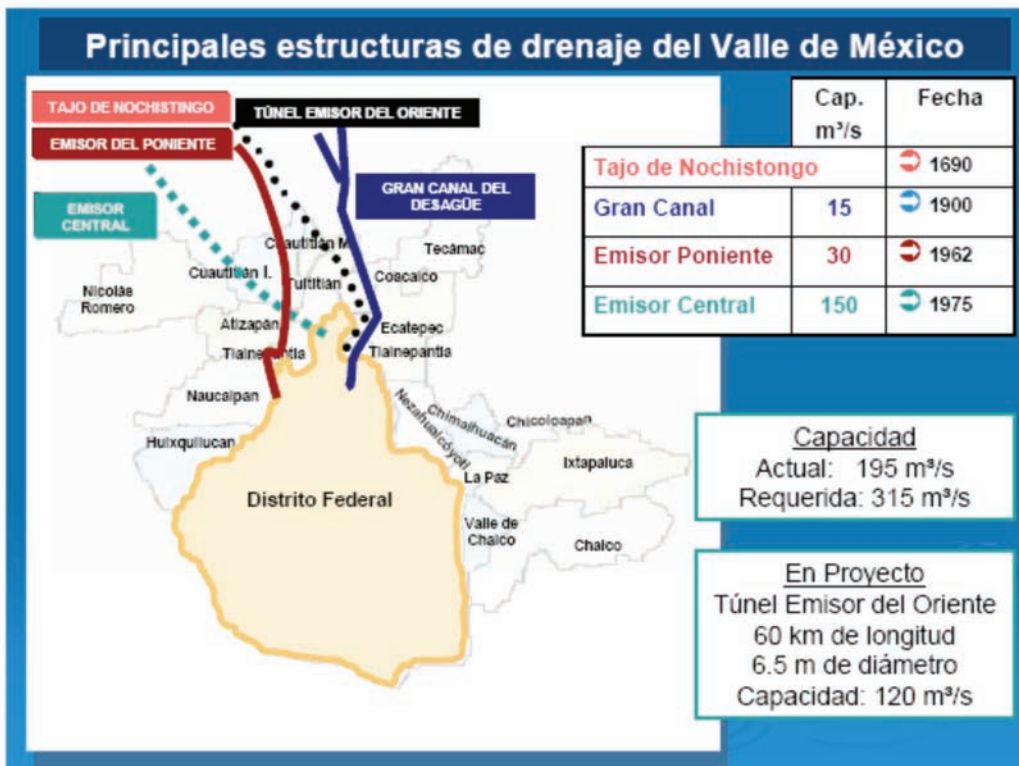 Principales estructuras de drenaje del Valle de México
TAJO DE NOCHISTINGO
TÚNEL EMISOR DEL ORIENTE
EMISOR DEL PONIENTE
GRAN CANAL DEL
DESAGÜE
EMISOR
CENTRAL
Cuautitlán M.
Tecámac
Cuautitlán I.
Tultitlán
Coacalco
Nicolás
Romero
Atizapán
Ecatepec
Tlalnepantla
Tlalnepantla
Naucalpan
Nezahualcóyotl
Chimalhuacán
Chicoloapan
Huixquilucan
Ixtapaluca
La Paz
Distrito Federal
Valle de
Chalco
Chalco
Cap.
m³/s
Fecha
Tajo de Nochistongo 1690
Gran Canal 15 1900
Emisor Poniente 30 1962
Emisor Central 150 1975
Capacidad
Actual: 195 m³/s
Requerida: 315 m³/s
En Proyecto
Túnel Emisor del Oriente
60 km de longitud
6.5 m de diámetro
Capacidad: 120 m³/s